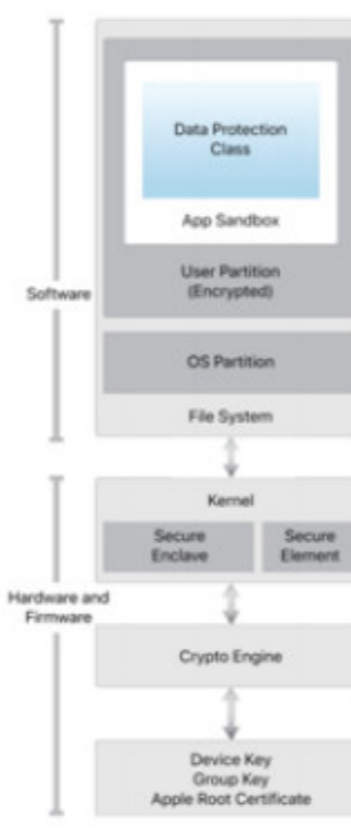 Data Protection
Class
App Sandbox
User Partition
(Encrypted)
Software
OS Partition
File System
Kernel
Secure
Enclave
Secure
Element
Hardware and
Firmware
Crypto Engine
Device Key
Group Key
Apple Root Certificate